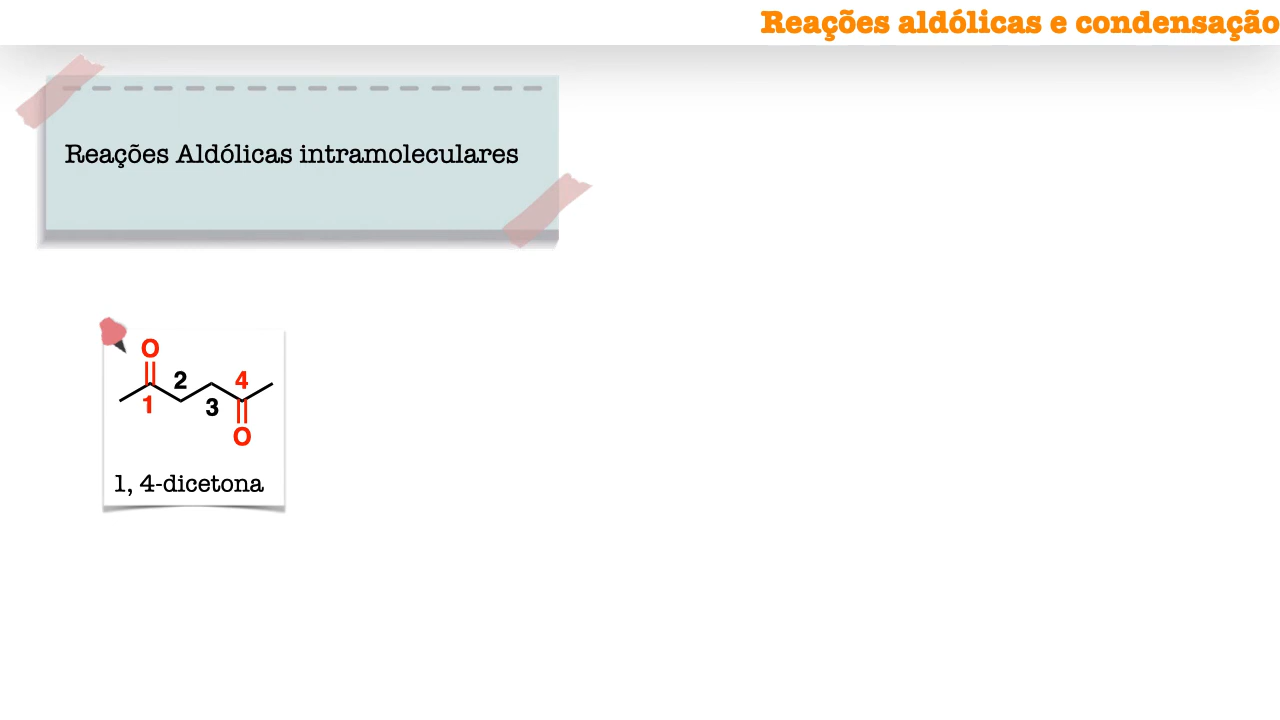 Reações aldólicas e condensação
Reações Aldólicas intramoleculares
O
2 4
1 3
O
1, 4-dicetona